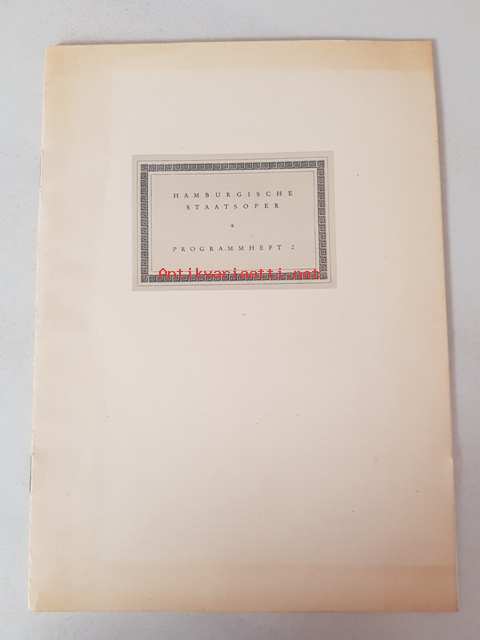 HAMBURGISCHE
STAATSOPER
*
PROGRAMMHEFT 2
Antikvariaatti.net